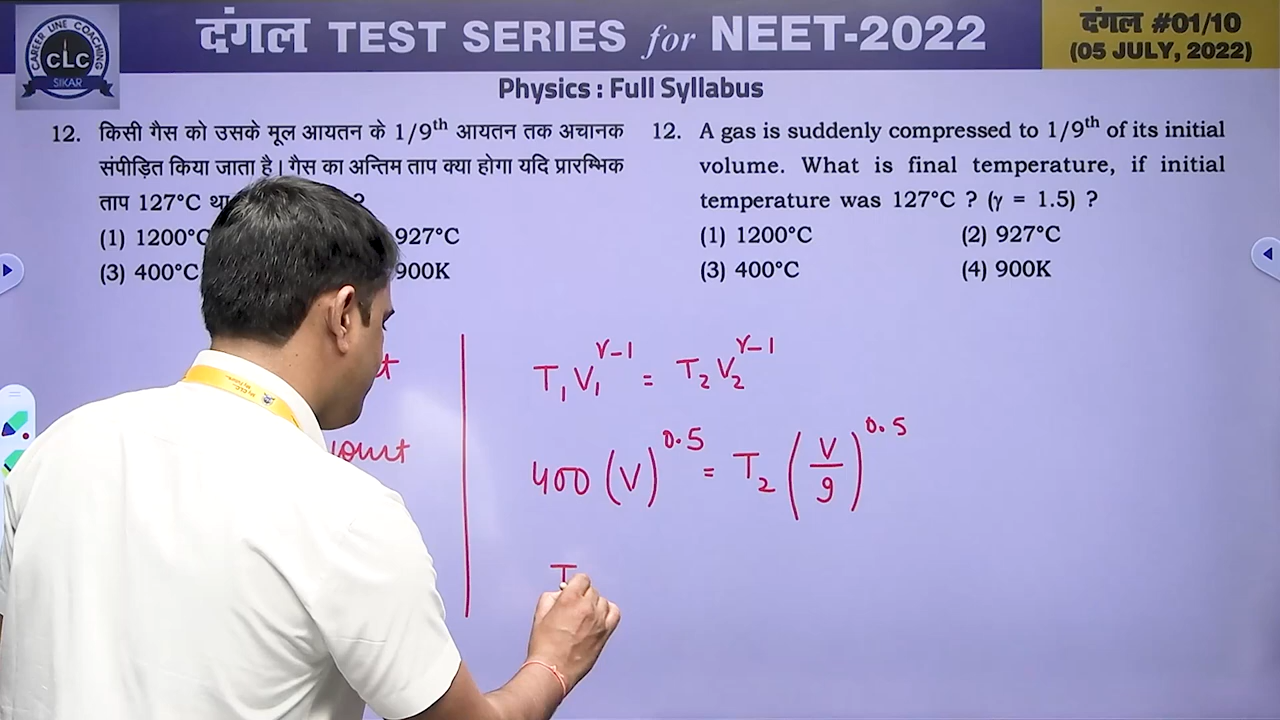 दंगल TEST SERIES for NEET-2022
दंगल #01/10
(05 JULY, 2022)
CAREER LINE COACHING
CLC
SIKAR
Physics : Full Syllabus
12. किसी गैस को उसके मूल आयतन के 1/9th आयतन तक अचानक
संपीड़ित किया जाता है। गैस का अन्तिम ताप क्या होगा यदि प्रारम्भिक
ताप 127°C था ?
(1) 1200°C 927°C
(3) 400°C 900K
12. A gas is suddenly compressed to 1/9th of its initial
volume. What is final temperature, if initial
temperature was 127°C ? (γ = 1.5) ?
(1) 1200°C (2) 927°C
(3) 400°C (4) 900K
T₁V₁^γ-1 = T₂V₂^γ-1
400 (V)^0.5 = T₂ (V/9)^0.5
T